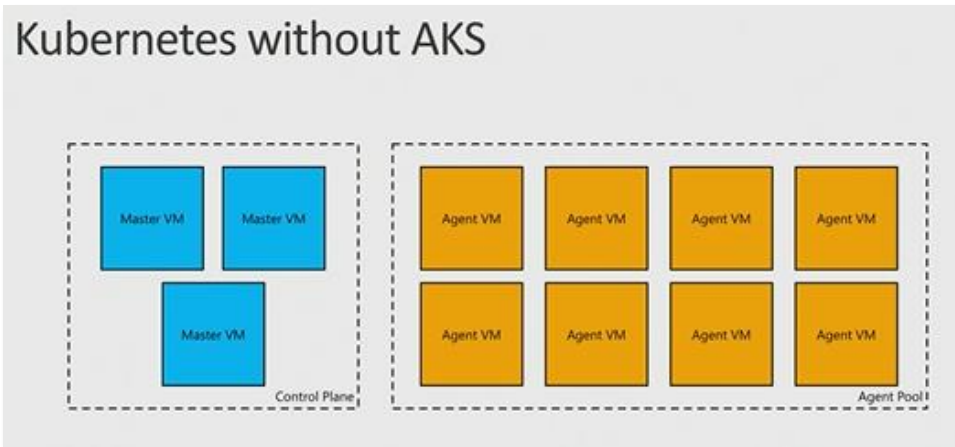 Kubernetes without AKS
Master VM
Master VM
Master VM
Control Plane
Agent VM
Agent VM
Agent VM
Agent VM
Agent VM
Agent VM
Agent VM
Agent VM
Agent Pool